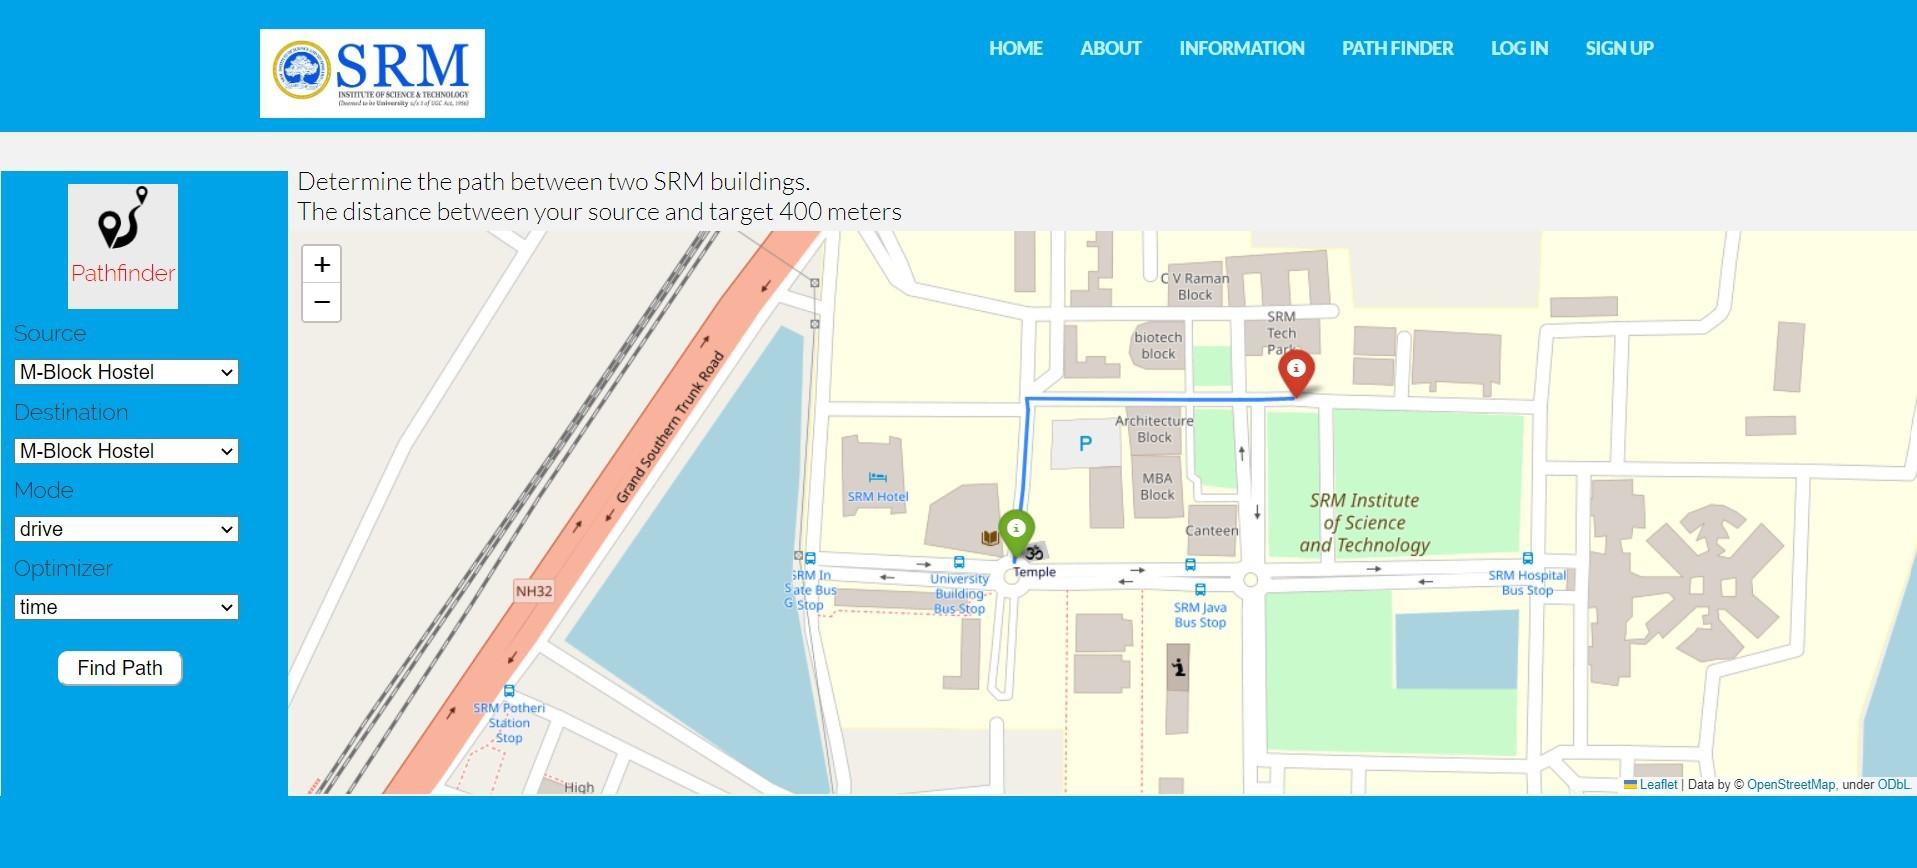 SRM
INSTITUTE OF SCIENCE & TECHNOLOGY
(Deemed to be University u/s 3 of UGC Act, 1956)
HOME
ABOUT
INFORMATION
PATH FINDER
LOG IN
SIGN UP
Determine the path between two SRM buildings.
The distance between your source and target 400 meters
Pathfinder
Source
M-Block Hostel
Destination
M-Block Hostel
Mode
drive
Optimizer
time
Find Path
+
−
C V Raman
Block
SRM
Tech
Park
biotech
block
Grand Southern Trunk Road
Architecture
Block
P
MBA
Block
SRM Hotel
SRM Institute
of Science
and Technology
Canteen
Temple
SRM In
ate Bus
Stop
University
Building
Bus Stop
SRM Java
Bus Stop
SRM Hospital
Bus Stop
NH32
SRM Potheri
Station
Stop
High
Leaflet | Data by © OpenStreetMap, under ODbL.